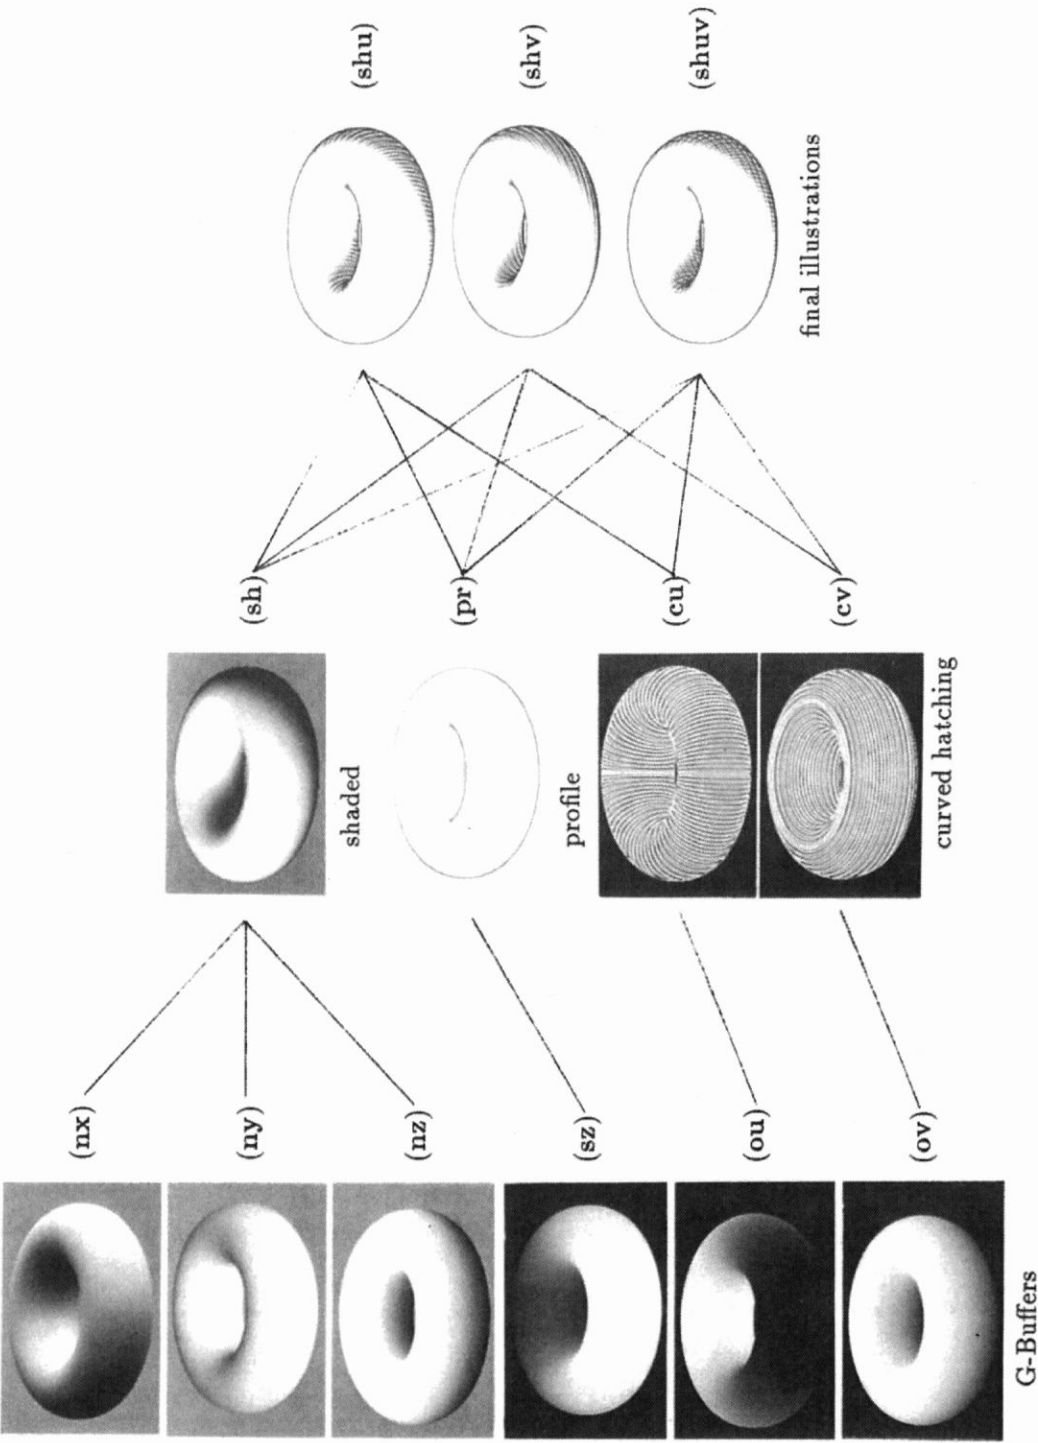 (nx)
(ny)
(nz)
(sz)
(ou)
(ov)
G-Buffers
(sh)
shaded
(pr)
profile
(cu)
(cv)
curved hatching
(shu)
(shv)
(shuv)
final illustrations